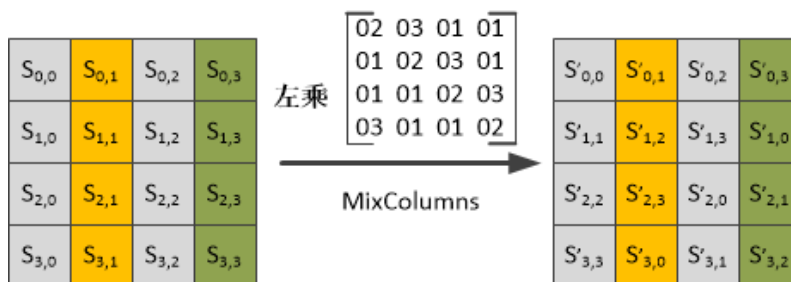 02 03 01 01
01 02 03 01
01 01 02 03
03 01 01 02
左乘
MixColumns
S0,0 S0,1 S0,2 S0,3
S1,0 S1,1 S1,2 S1,3
S2,0 S2,1 S2,2 S2,3
S3,0 S3,1 S3,2 S3,3
S'0,0 S'0,1 S'0,2 S'0,3
S'1,1 S'1,2 S'1,3 S'1,0
S'2,2 S'2,3 S'2,0 S'2,1
S'3,3 S'3,0 S'3,1 S'3,2